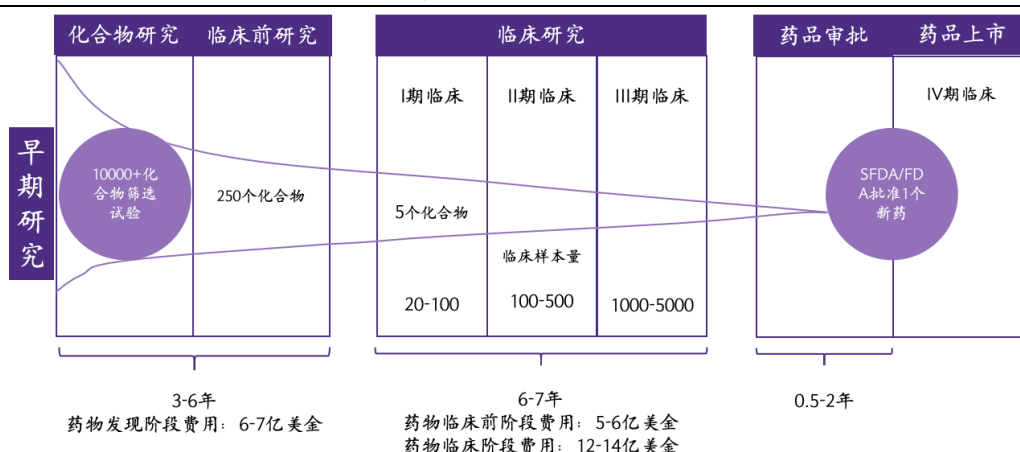 化合物研究
临床前研究
临床研究
药品审批
药品上市
I期临床
II期临床
III期临床
IV期临床
早期研究
10000+化
合物筛选
试验
250个化合物
5个化合物
SFDA/FD
A批准1个
新药
临床样本量
20-100
100-500
1000-5000
3-6年
药物发现阶段费用：6-7亿美金
6-7年
药物临床前阶段费用：5-6亿美金
药物临床阶段费用：12-14亿美金
0.5-2年